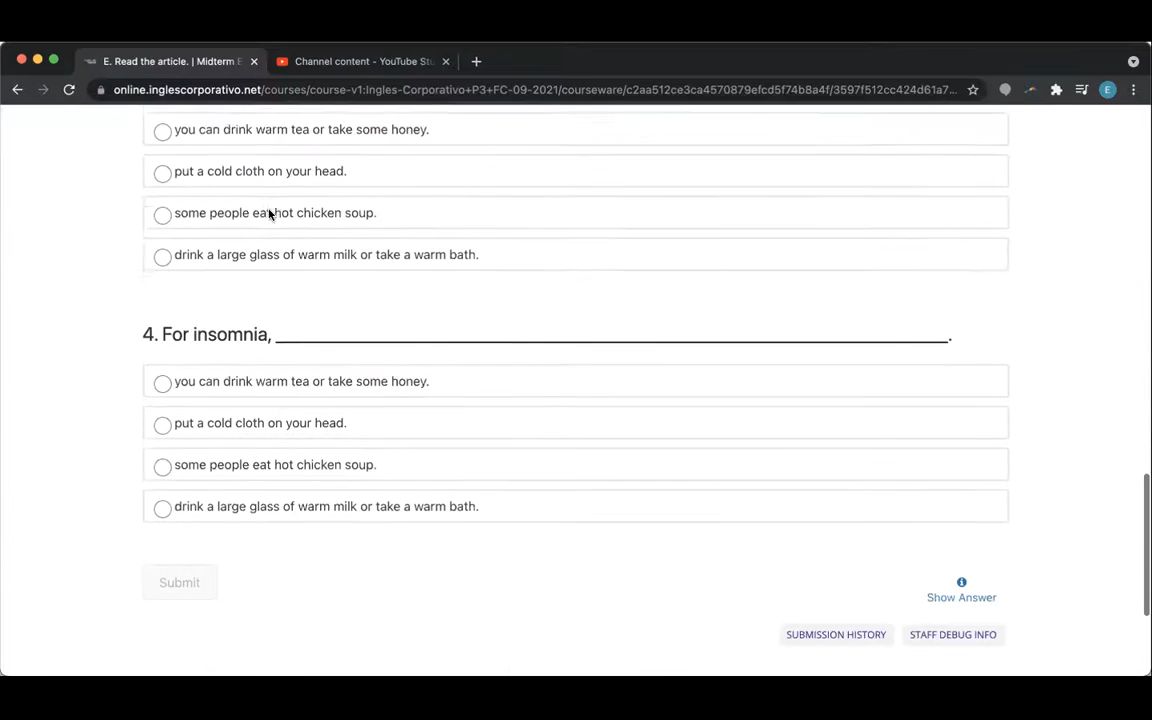 E. Read the article. | Midterm E
Channel content - YouTube Stu
online.inglescorporativo.net/courses/course-v1:Ingles-Corporativo+P3+FC-09-2021/courseware/c2aa512ce3ca4570879efcd5f74b8a4f/3597f512cc424d61a7...
E
you can drink warm tea or take some honey.
put a cold cloth on your head.
some people eat hot chicken soup.
drink a large glass of warm milk or take a warm bath.
4. For insomnia, ______________________________.
you can drink warm tea or take some honey.
put a cold cloth on your head.
some people eat hot chicken soup.
drink a large glass of warm milk or take a warm bath.
Submit
Show Answer
SUBMISSION HISTORY
STAFF DEBUG INFO